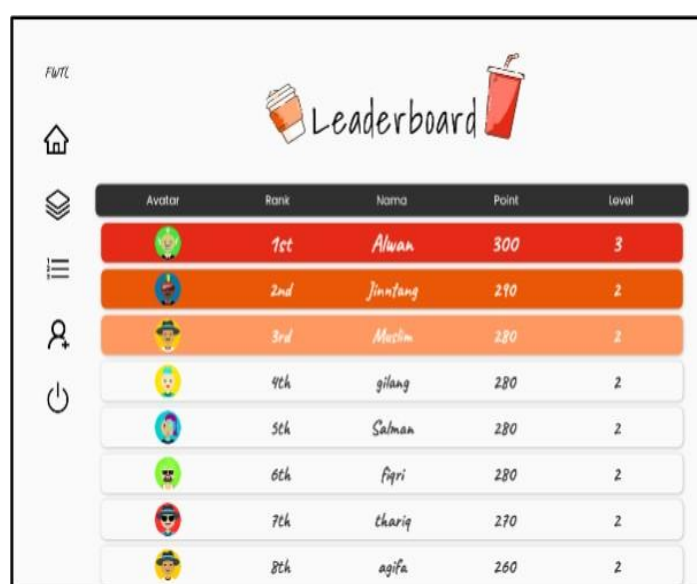 FWTL
Leaderboard
Avatar Rank Nama Point Level
1st Alwan 300 3
2nd Jinntang 290 2
3rd Muslim 280 2
4th gilang 280 2
5th Salman 280 2
6th fiqri 280 2
7th thariq 270 2
8th agifa 260 2